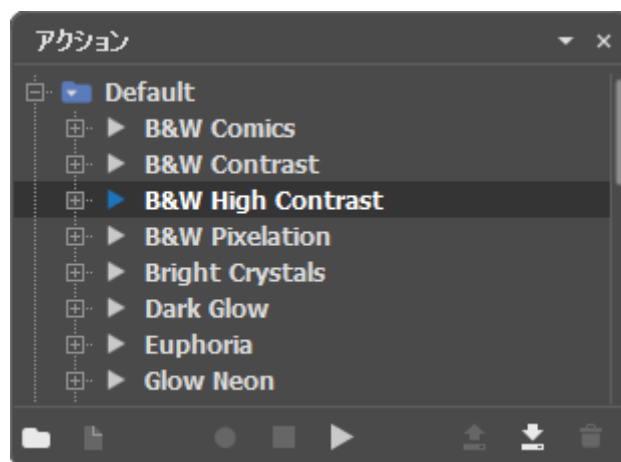 アクション
Default
B&W Comics
B&W Contrast
B&W High Contrast
B&W Pixelation
Bright Crystals
Dark Glow
Euphoria
Glow Neon